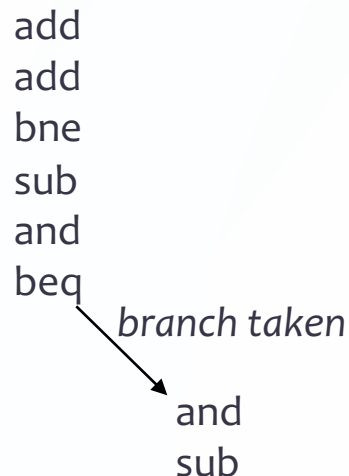 add
add
bne
sub
and
beq
branch taken
and
sub